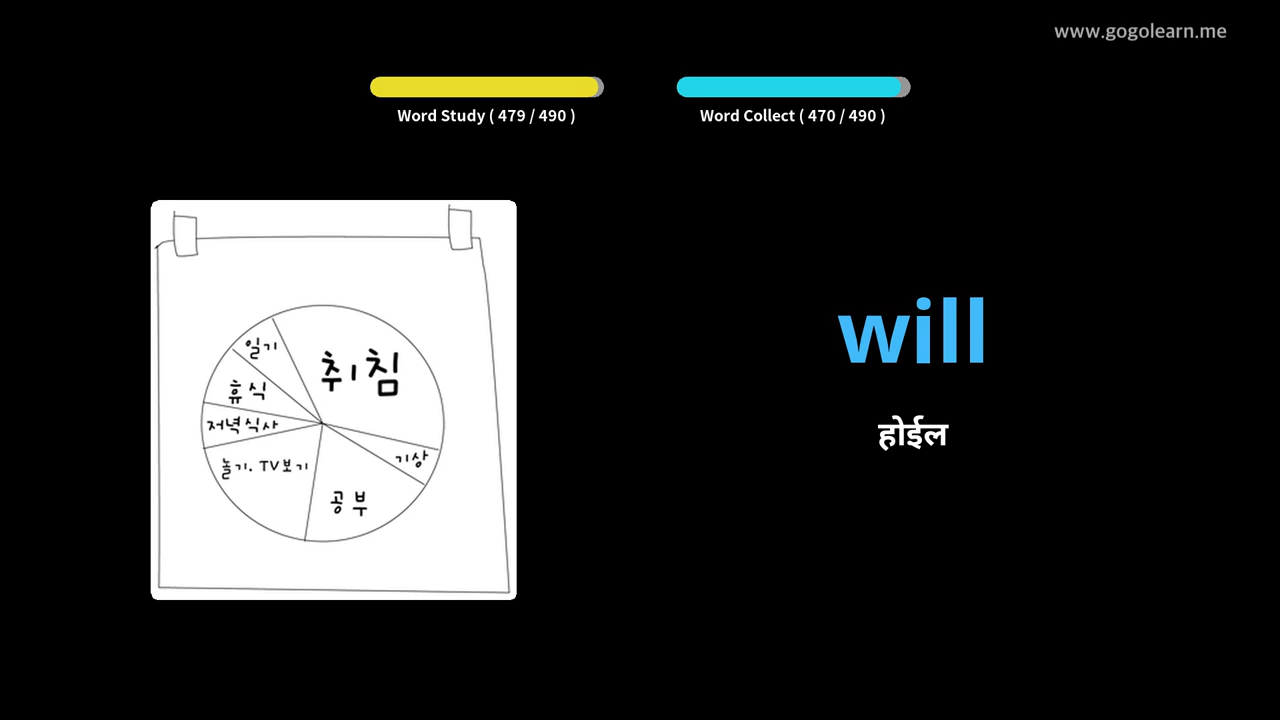 www.gogolearn.me
Word Study ( 479 / 490 )
Word Collect ( 470 / 490 )
일기
취침
휴식
저녁식사
놀기. TV보기
기상
공부
will
होईल